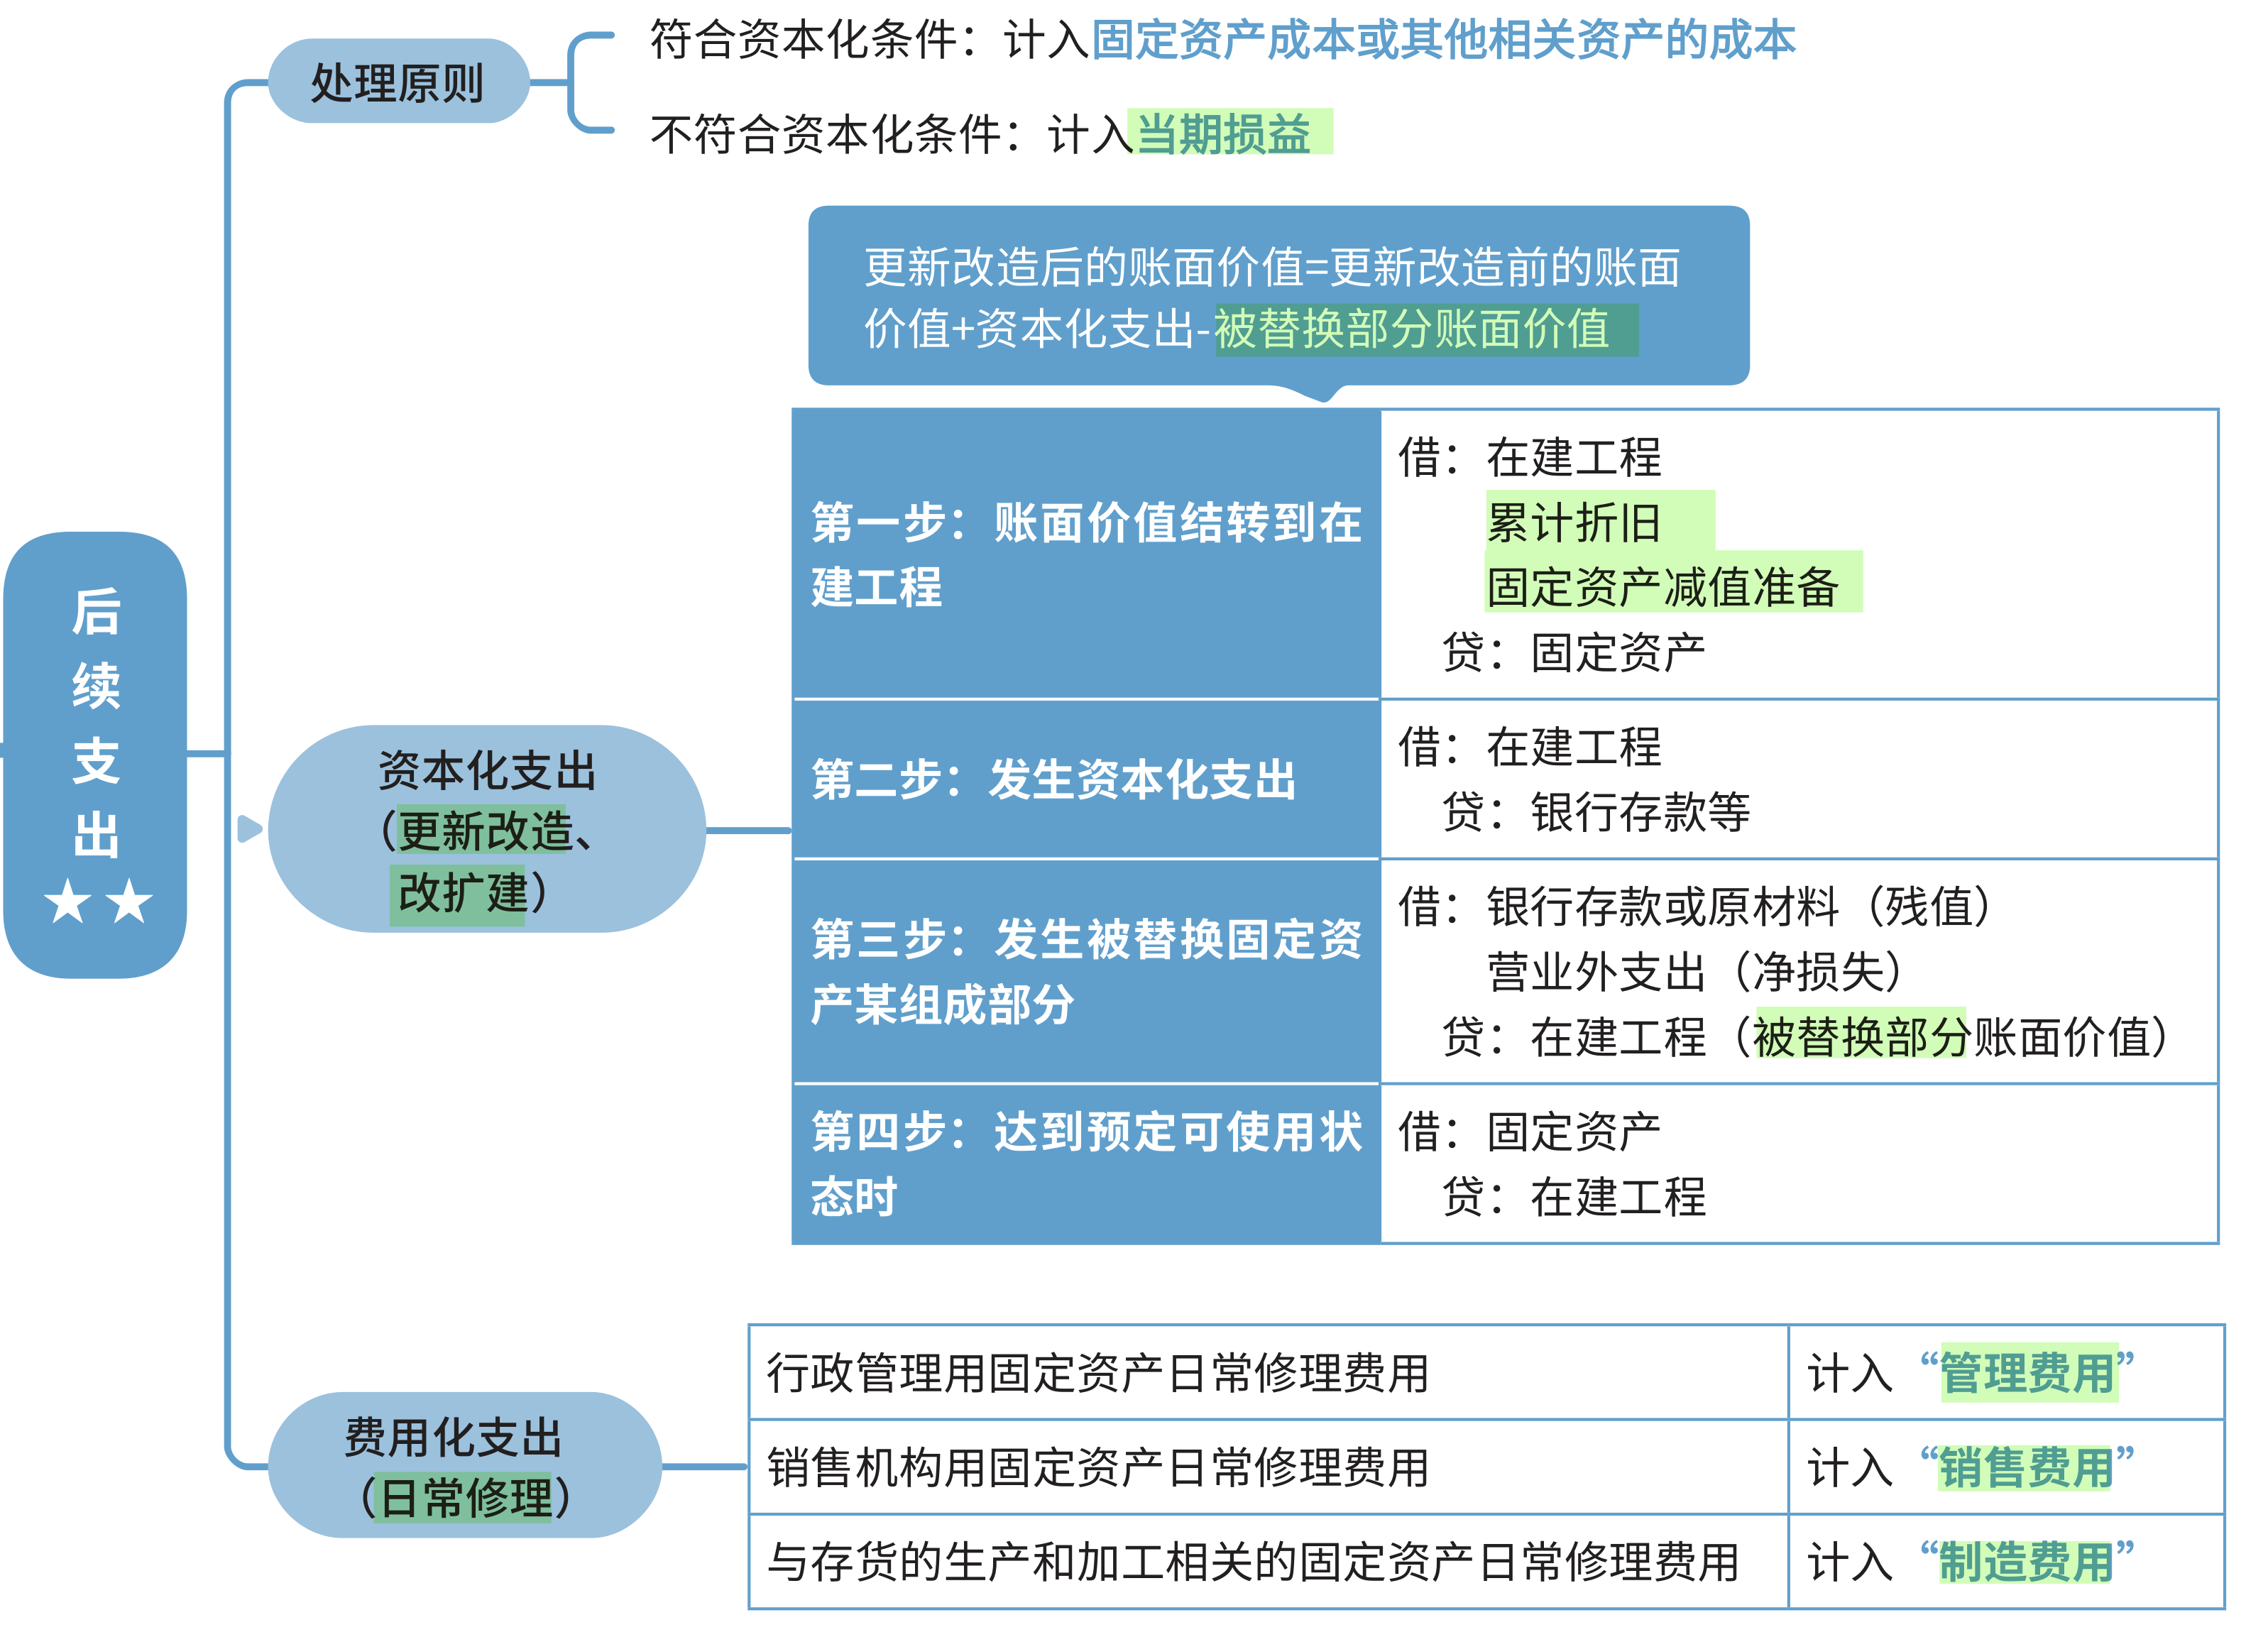 处理原则
符合资本化条件：计入固定资产成本或其他相关资产的成本
不符合资本化条件：计入当期损益
更新改造后的账面价值=更新改造前的账面
价值+资本化支出-被替换部分账面价值
后
续
支
出
★★
资本化支出
（更新改造、
改扩建）
第一步：账面价值结转到在
建工程
借：在建工程
累计折旧
固定资产减值准备
贷：固定资产
第二步：发生资本化支出
借：在建工程
贷：银行存款等
第三步：发生被替换固定资
产某组成部分
借：银行存款或原材料（残值）
营业外支出（净损失）
贷：在建工程（被替换部分账面价值）
第四步：达到预定可使用状
态时
借：固定资产
贷：在建工程
费用化支出
（日常修理）
行政管理用固定资产日常修理费用
计入“管理费用”
销售机构用固定资产日常修理费用
计入“销售费用”
与存货的生产和加工相关的固定资产日常修理费用
计入“制造费用”